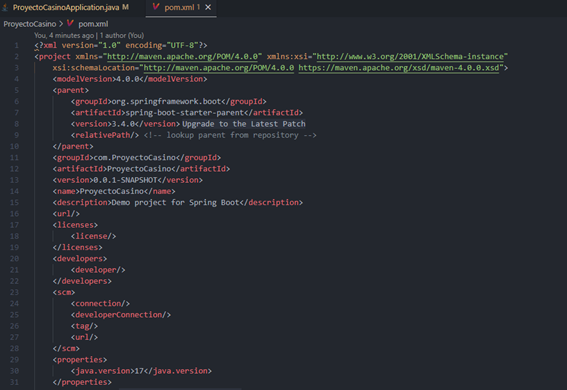 ProyectoCasinoApplication.java M pom.xml 1 ×
ProyectoCasino > pom.xml
You, 4 minutes ago | 1 author (You)
1 <?xml version="1.0" encoding="UTF-8"?>
2 <project xmlns="http://maven.apache.org/POM/4.0.0" xmlns:xsi="http://www.w3.org/2001/XMLSchema-instance"
3 xsi:schemaLocation="http://maven.apache.org/POM/4.0.0 https://maven.apache.org/xsd/maven-4.0.0.xsd">
4 <modelVersion>4.0.0</modelVersion>
5 <parent>
6 <groupId>org.springframework.boot</groupId>
7 <artifactId>spring-boot-starter-parent</artifactId>
8 <version>3.4.0</version> Upgrade to the Latest Patch
9 <relativePath/> <!-- lookup parent from repository -->
10 </parent>
11 <groupId>com.ProyectoCasino</groupId>
12 <artifactId>ProyectoCasino</artifactId>
13 <version>0.0.1-SNAPSHOT</version>
14 <name>ProyectoCasino</name>
15 <description>Demo project for Spring Boot</description>
16 <url/>
17 <licenses>
18 <license/>
19 </licenses>
20 <developers>
21 <developer/>
22 </developers>
23 <scm>
24 <connection/>
25 <developerConnection/>
26 <tag/>
27 <url/>
28 </scm>
29 <properties>
30 <java.version>17</java.version>
31 </properties>